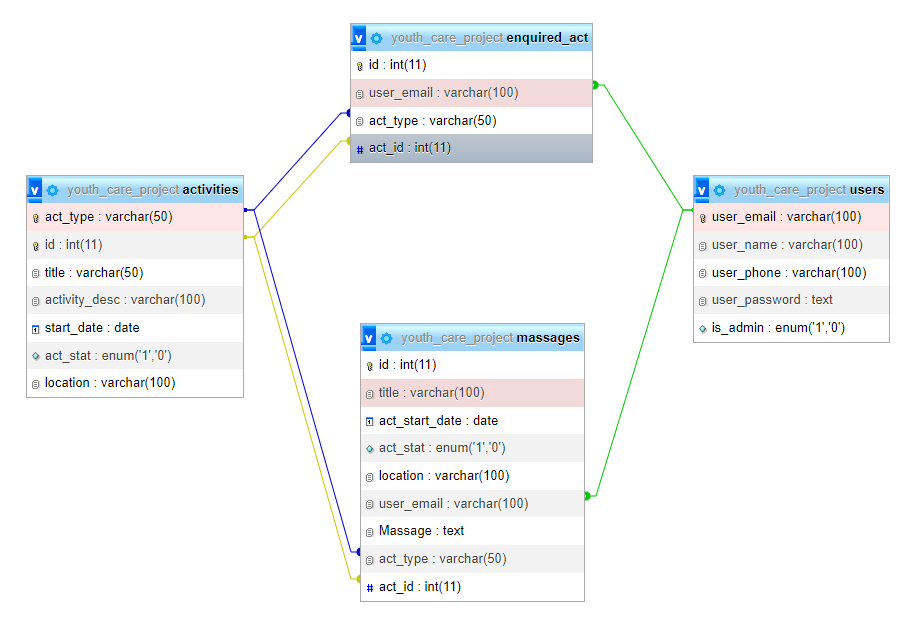 v youth_care_project enquired_act
id : int(11)
user_email : varchar(100)
act_type : varchar(50)
# act_id : int(11)
v youth_care_project activities
act_type : varchar(50)
id : int(11)
title : varchar(50)
activity_desc : varchar(100)
start_date : date
act_stat : enum('1','0')
location : varchar(100)
v youth_care_project users
user_email : varchar(100)
user_name : varchar(100)
user_phone : varchar(100)
user_password : text
is_admin : enum('1','0')
v youth_care_project massages
id : int(11)
title : varchar(100)
act_start_date : date
act_stat : enum('1','0')
location : varchar(100)
user_email : varchar(100)
Massage : text
act_type : varchar(50)
# act_id : int(11)